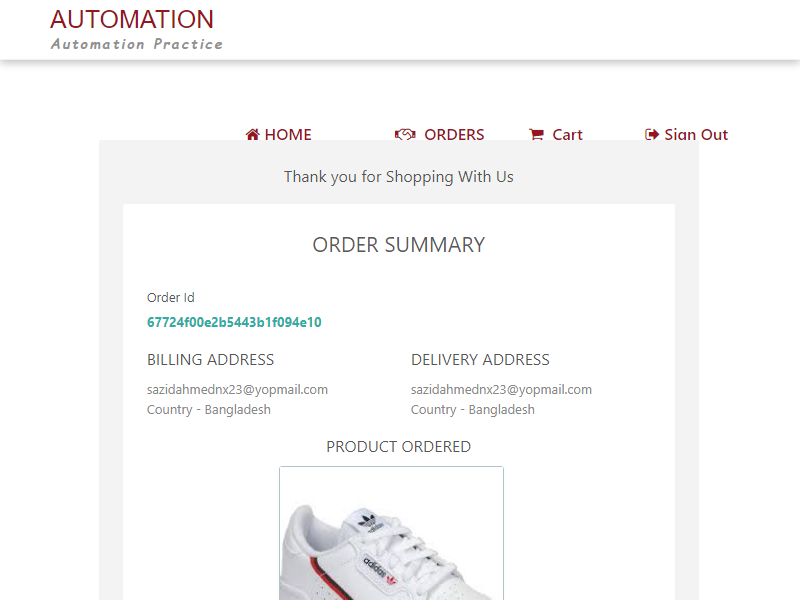 AUTOMATION
Automation Practice
HOME ORDERS Cart Sign Out
Thank you for Shopping With Us
ORDER SUMMARY
Order Id
67724f00e2b5443b1f094e10
BILLING ADDRESS DELIVERY ADDRESS
sazidahmednx23@yopmail.com sazidahmednx23@yopmail.com
Country - Bangladesh Country - Bangladesh
PRODUCT ORDERED
adidas